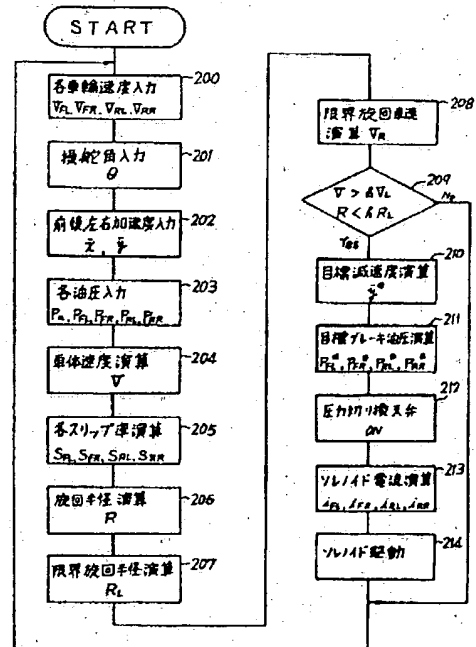 START
200
各車輪速度入力
V_FL V_FR, V_RL, V_RR
201
操舵角入力
θ
202
前後左右加速度入力
ẍ, ÿ
203
各油圧入力
P_FL, P_FR, P_RL, P_RR
204
車体速度演算
V
205
各スリップ率演算
S_FL, S_FR, S_RL, S_RR
206
旋回半径演算
R
207
限界旋回半径演算
R_L
208
限界旋回車速
演算
209
R <
No
Yes
210
目標減速度演算
211
目標ブレーキ油圧演算
P_FL*, P_FR*, P_RL*, P_RR*
212
圧力切り換え弁
ON
213
ソレノイド電流演算
i_FL, i_FR, i_RL, i_RR
214
ソレノイド駆動